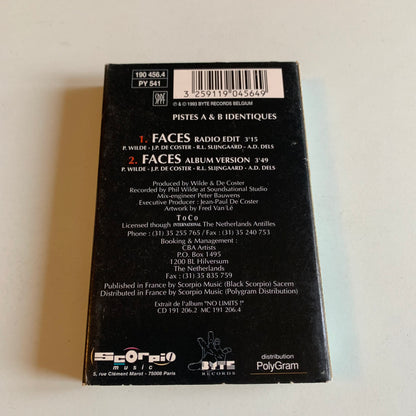 190 456.4
PY 541
3 259119 045649
℗ & © 1993 BYTE RECORDS BELGIUM
PISTES A & B IDENTIQUES
1. FACES RADIO EDIT 3'15
P. WILDE - J.P. DE COSTER - R.L. SLIJNGAARD - A.D. DELS
2. FACES ALBUM VERSION 3'49
P. WILDE - J.P. DE COSTER - R.L. SLIJNGAARD - A.D. DELS
Produced by Wilde & De Coster
Recorded by Phil Wilde at Soundsational Studio
Mix-engineer Peter Bauwens
Executive Producer : Jean-Paul De Coster
Artwork by Fred Van Lé
ToCo
Licensed though INTERNATIONAL The Netherlands Antilles
Phone : (31) 35 255 765 / Fax : (31) 35 240 753
Booking & Management :
CBA Artists
P.O. Box 1495
1200 BL Hilversum
The Netherlands
Fax : (31) 35 835 759
Published in France by Scorpio Music (Black Scorpio) Sacem
Distributed in France by Scorpio Music (Polygram Distribution)
Extrait de l'album "NO LIMITS !"
CD 191 206.2 MC 191 206.4
SCORPIO
music
5, rue Clément Marot - 75008 Paris
BYTE
RECORDS
distribution
PolyGram